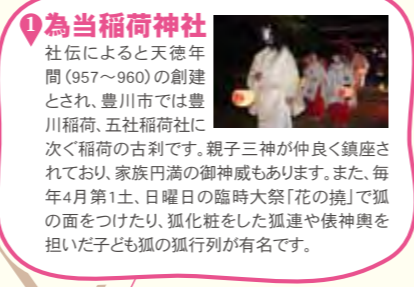 ❶為当稲荷神社
社伝によると天徳年
間(957～960)の創建
とされ、豊川市では豊
川稲荷、五社稲荷社に
次ぐ稲荷の古刹です。親子三神が仲良く鎮座さ
れており、家族円満の御神威もあります。また、毎
年4月第1土、日曜日の臨時大祭「花の撓」で狐
の面をつけたり、狐化粧をした狐連や俵神輿を
担いだ子ども狐の狐行列が有名です。